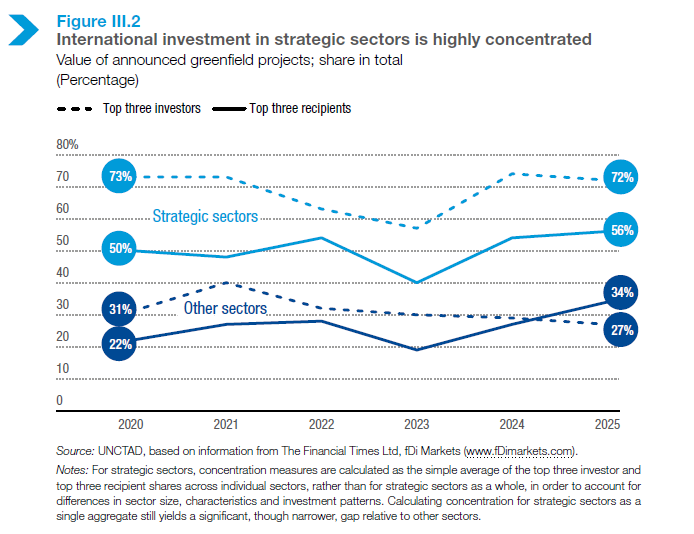 Figure III.2
International investment in strategic sectors is highly concentrated
Value of announced greenfield projects; share in total
(Percentage)
Top three investors Top three recipients
80%
73% 70 72%
60
Strategic sectors
56%
50% 50
40
34%
31% 30 Other sectors
27%
22% 20
10
0
2020 2021 2022 2023 2024 2025
Source: UNCTAD, based on information from The Financial Times Ltd, fDi Markets (www.fDimarkets.com).
Notes: For strategic sectors, concentration measures are calculated as the simple average of the top three investor and
top three recipient shares across individual sectors, rather than for strategic sectors as a whole, in order to account for
differences in sector size, characteristics and investment patterns. Calculating concentration for strategic sectors as a
single aggregate still yields a significant, though narrower, gap relative to other sectors.